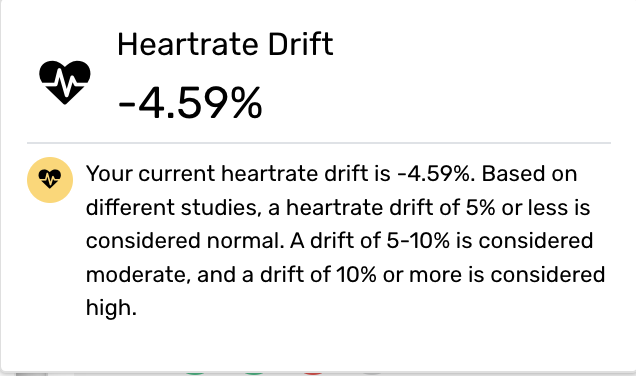 Heartrate Drift
-4.59%
Your current heartrate drift is -4.59%. Based on
different studies, a heartrate drift of 5% or less is
considered normal. A drift of 5-10% is considered
moderate, and a drift of 10% or more is considered
high.